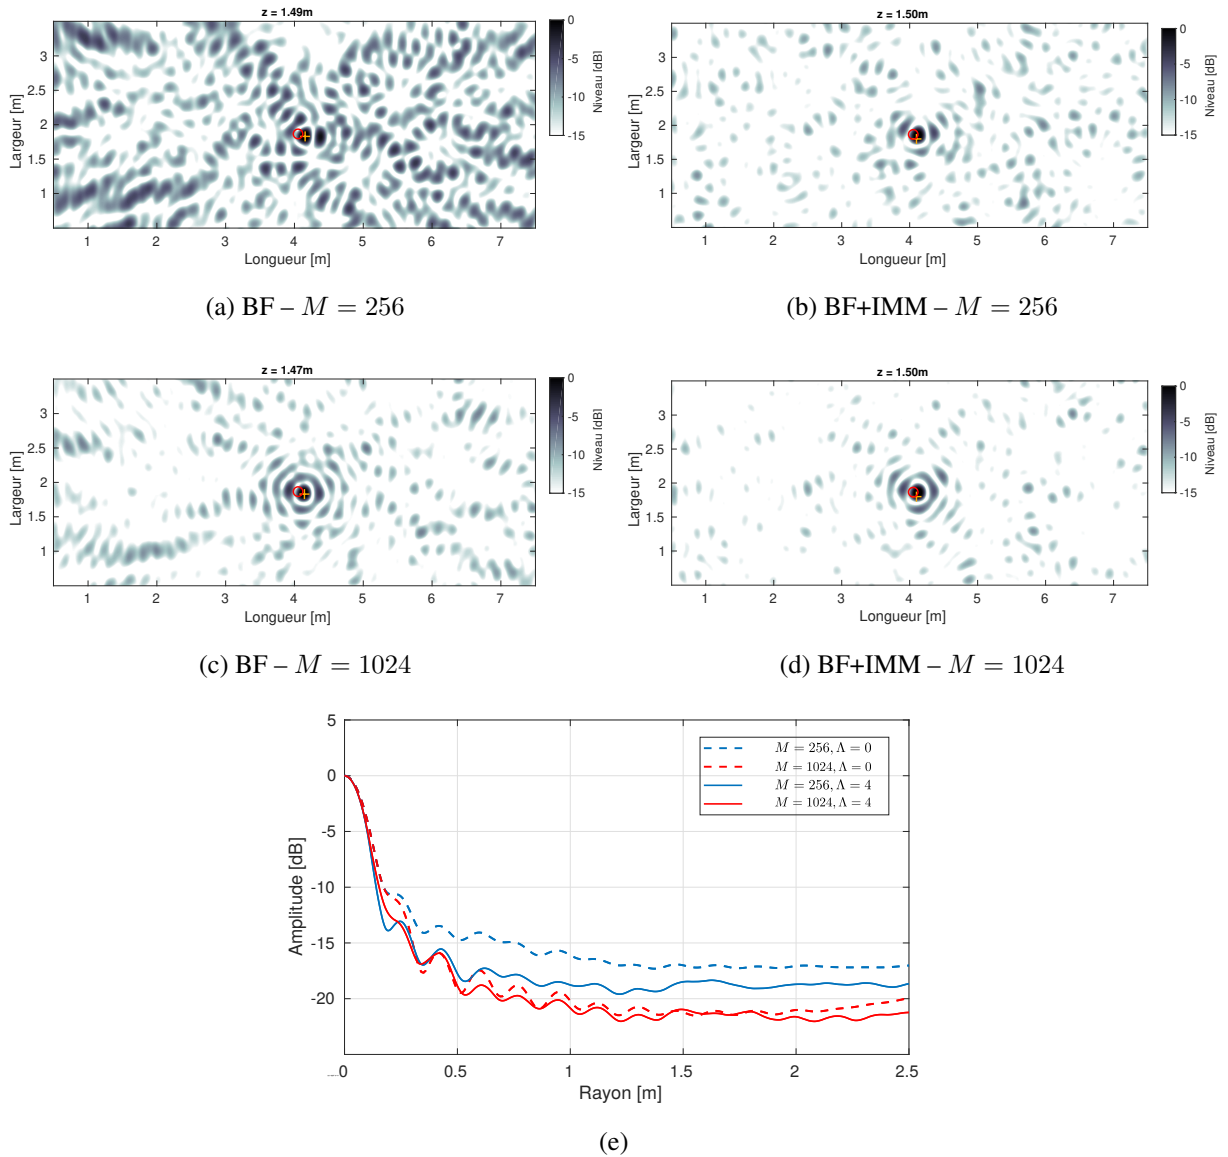 z = 1.49m
3
2.5
2
1.5
1
Largeur [m]
1 2 3 4 5 6 7
Longueur [m]
0
-5
-10
-15
Niveau [dB]
(a) BF – M = 256
z = 1.50m
3
2.5
2
1.5
1
Largeur [m]
1 2 3 4 5 6 7
Longueur [m]
0
-5
-10
-15
Niveau [dB]
(b) BF+IMM – M = 256
z = 1.47m
3
2.5
2
1.5
1
Largeur [m]
1 2 3 4 5 6 7
Longueur [m]
0
-5
-10
-15
Niveau [dB]
(c) BF – M = 1024
z = 1.50m
3
2.5
2
1.5
1
Largeur [m]
1 2 3 4 5 6 7
Longueur [m]
0
-5
-10
-15
Niveau [dB]
(d) BF+IMM – M = 1024
5
0
-5
-10
-15
-20
Amplitude [dB]
M = 256, Λ = 0
M = 1024, Λ = 0
M = 256, Λ = 4
M = 1024, Λ = 4
0 0.5 1 1.5 2 2.5
Rayon [m]
(e)